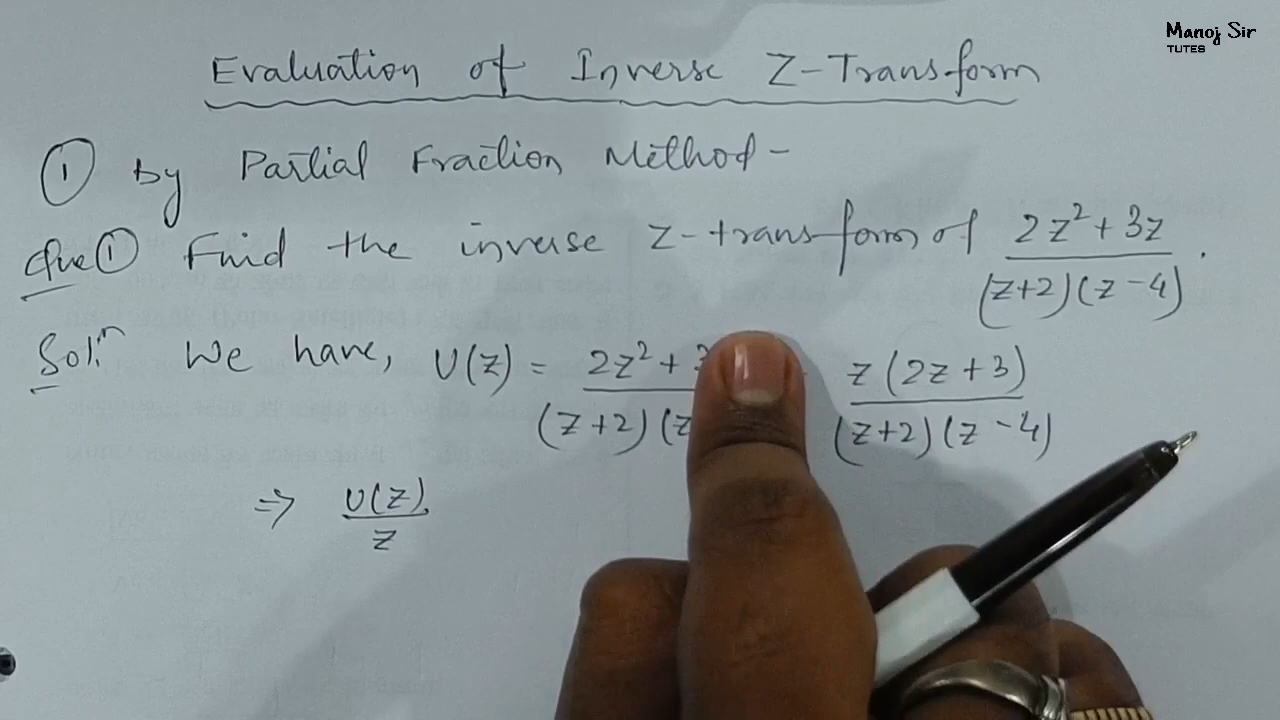 Manoj Sir
TUTES
Evaluation of Inverse Z-Transform
① By Partial Fraction Method-
Que① Find the inverse Z-transform of (2z²+3z)/((z+2)(z-4)).
Solⁿ: We have, U(z) = (2z²+ /((z+2)(z z(2z+3)/((z+2)(z-4)
⇒ U(z)/z